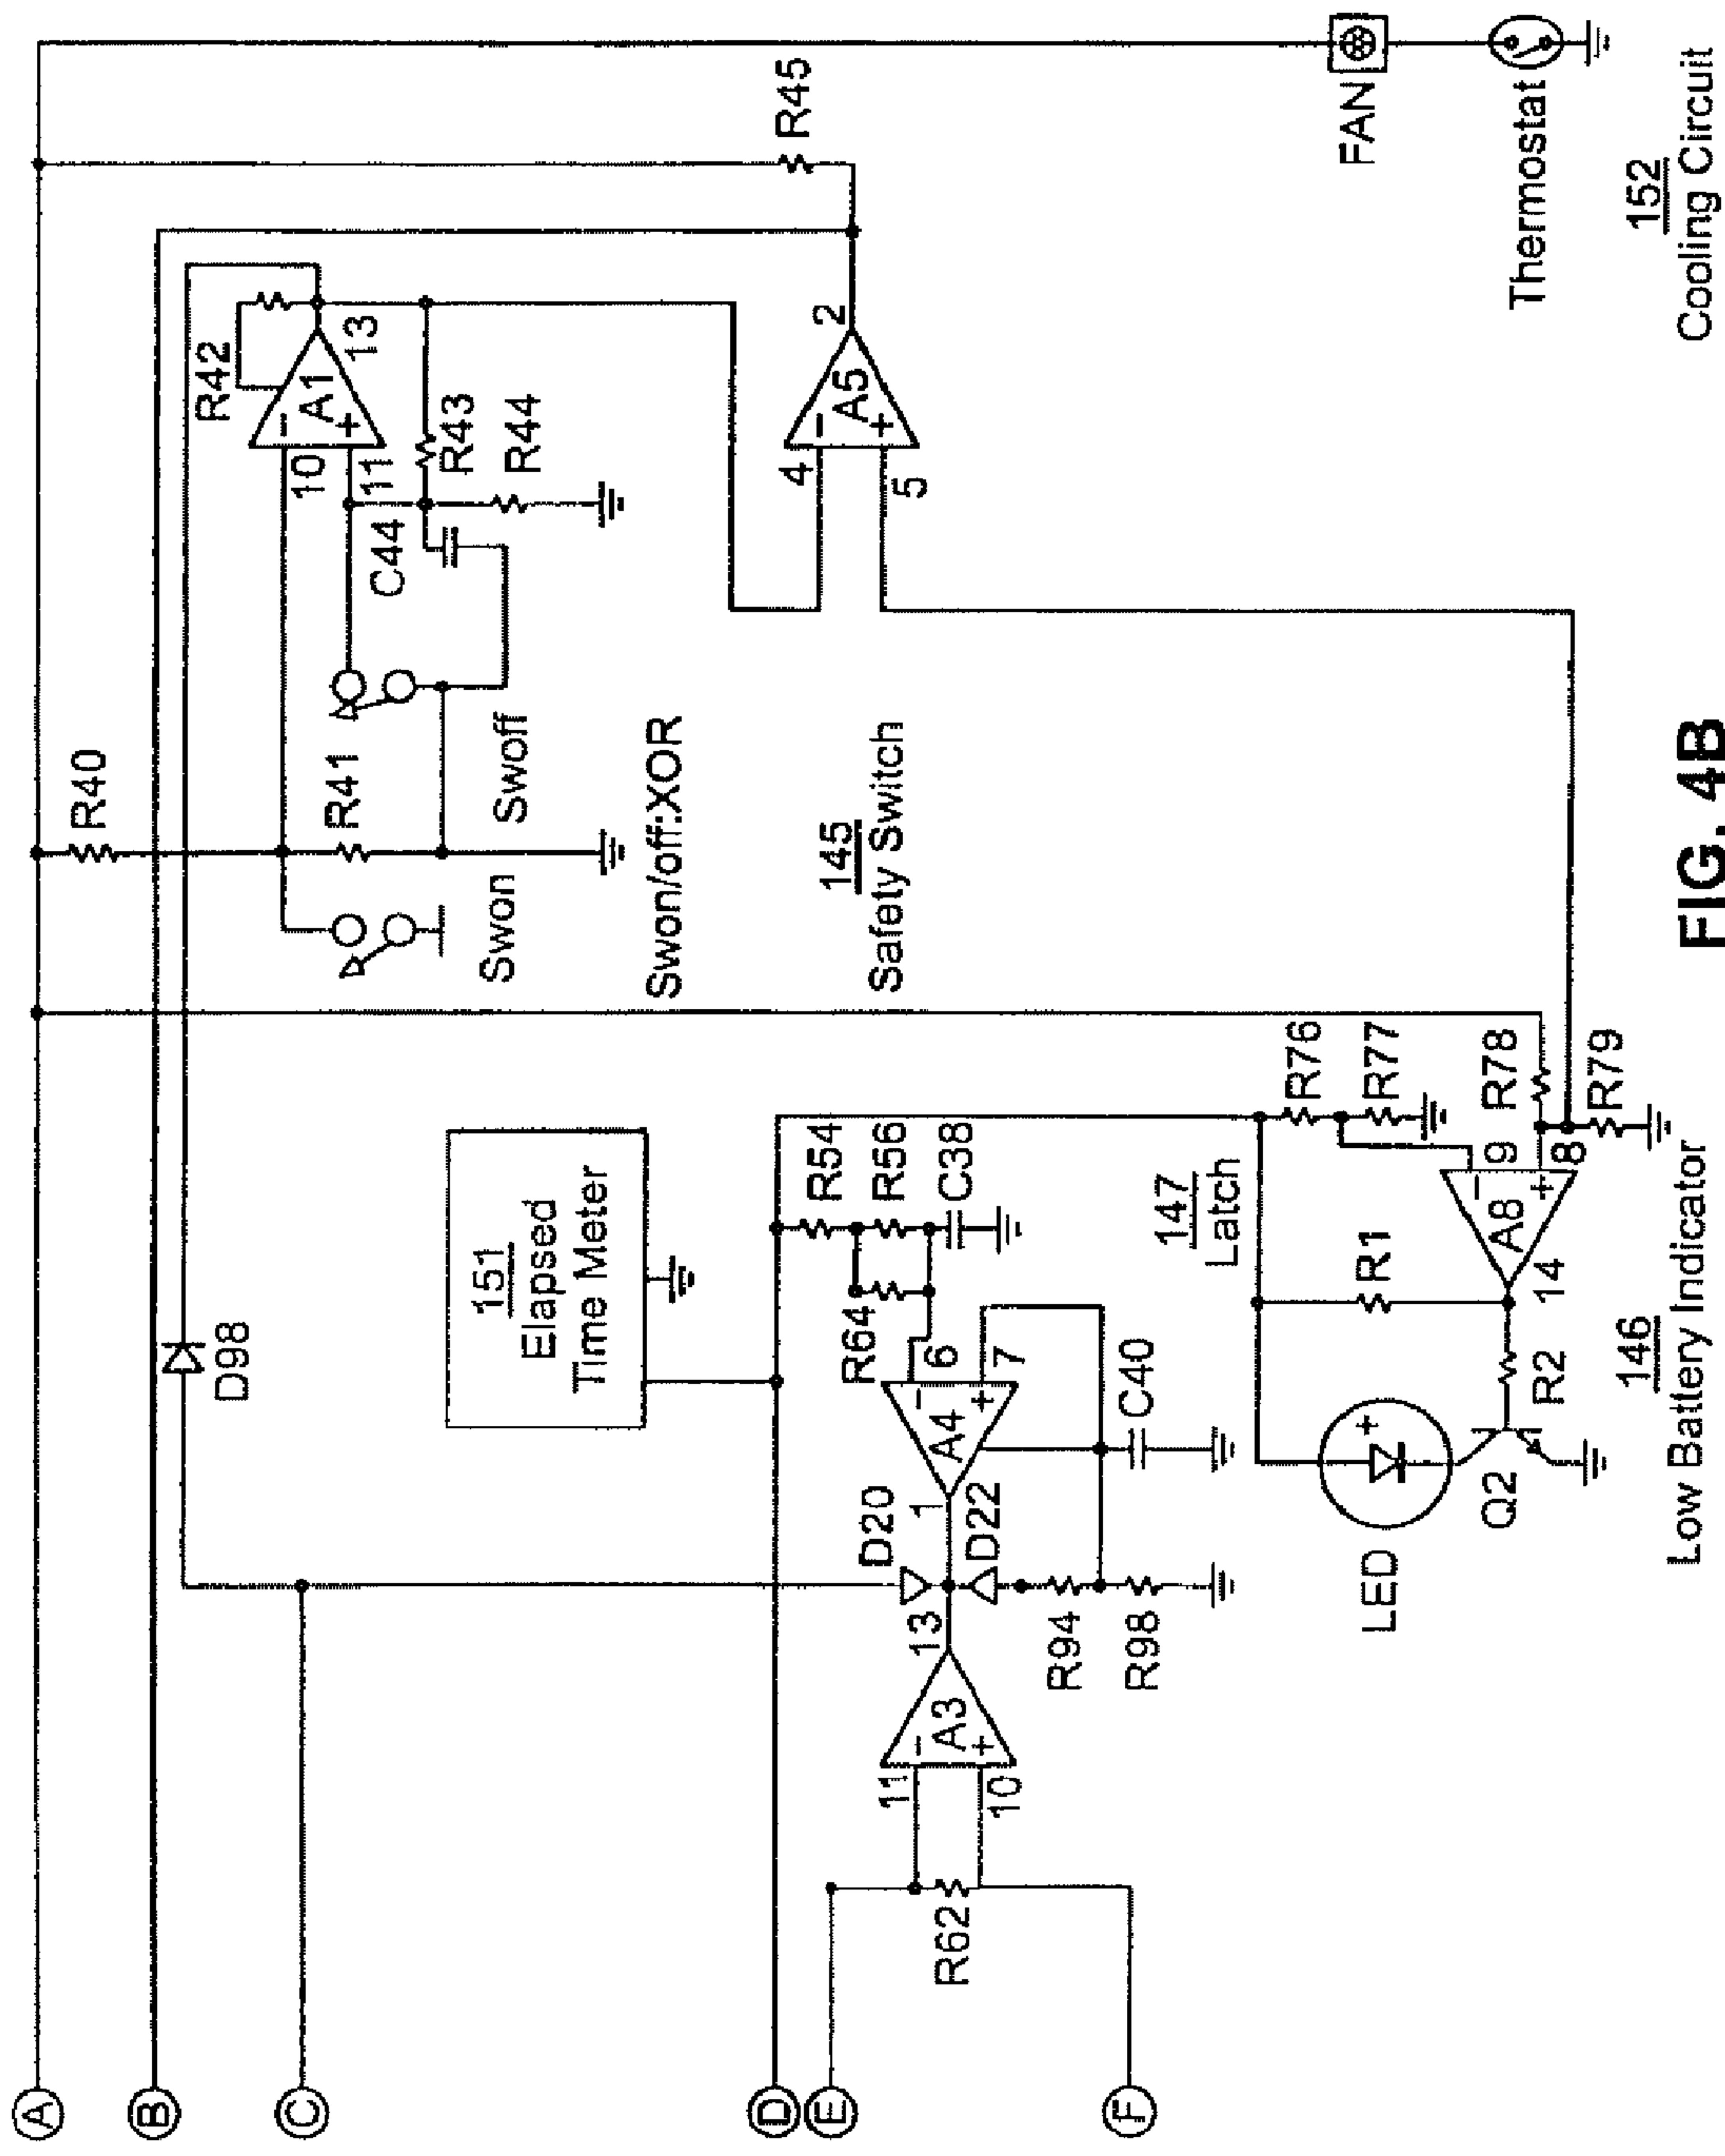 A
B
C
D
E
F
R40
R42
A1
10
11
13
R41
C44
R43
R44
R45
Swon
Swoff
Swon/off:XOR
145
Safety Switch
4
5
A5
2
D98
151
Elapsed
Time Meter
R54
R56
C38
R64
6
7
A4
1
C40
D20
D22
13
A3
11
10
R62
R94
R98
147
Latch
R76
R77
R78
R79
9
8
A8
14
R1
R2
Q2
LED
+
146
Low Battery Indicator
FAN
Thermostat
152
Cooling Circuit
FIG. 4B